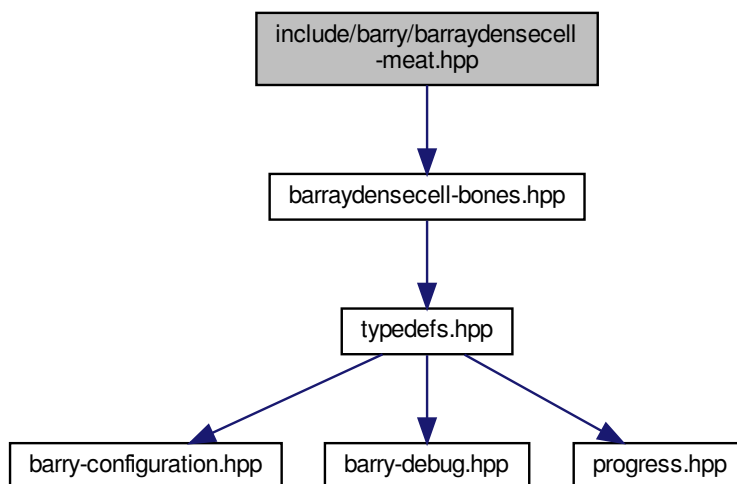 include/barry/barraydensecell
-meat.hpp
barraydensecell-bones.hpp
typedefs.hpp
barry-configuration.hpp
barry-debug.hpp
progress.hpp